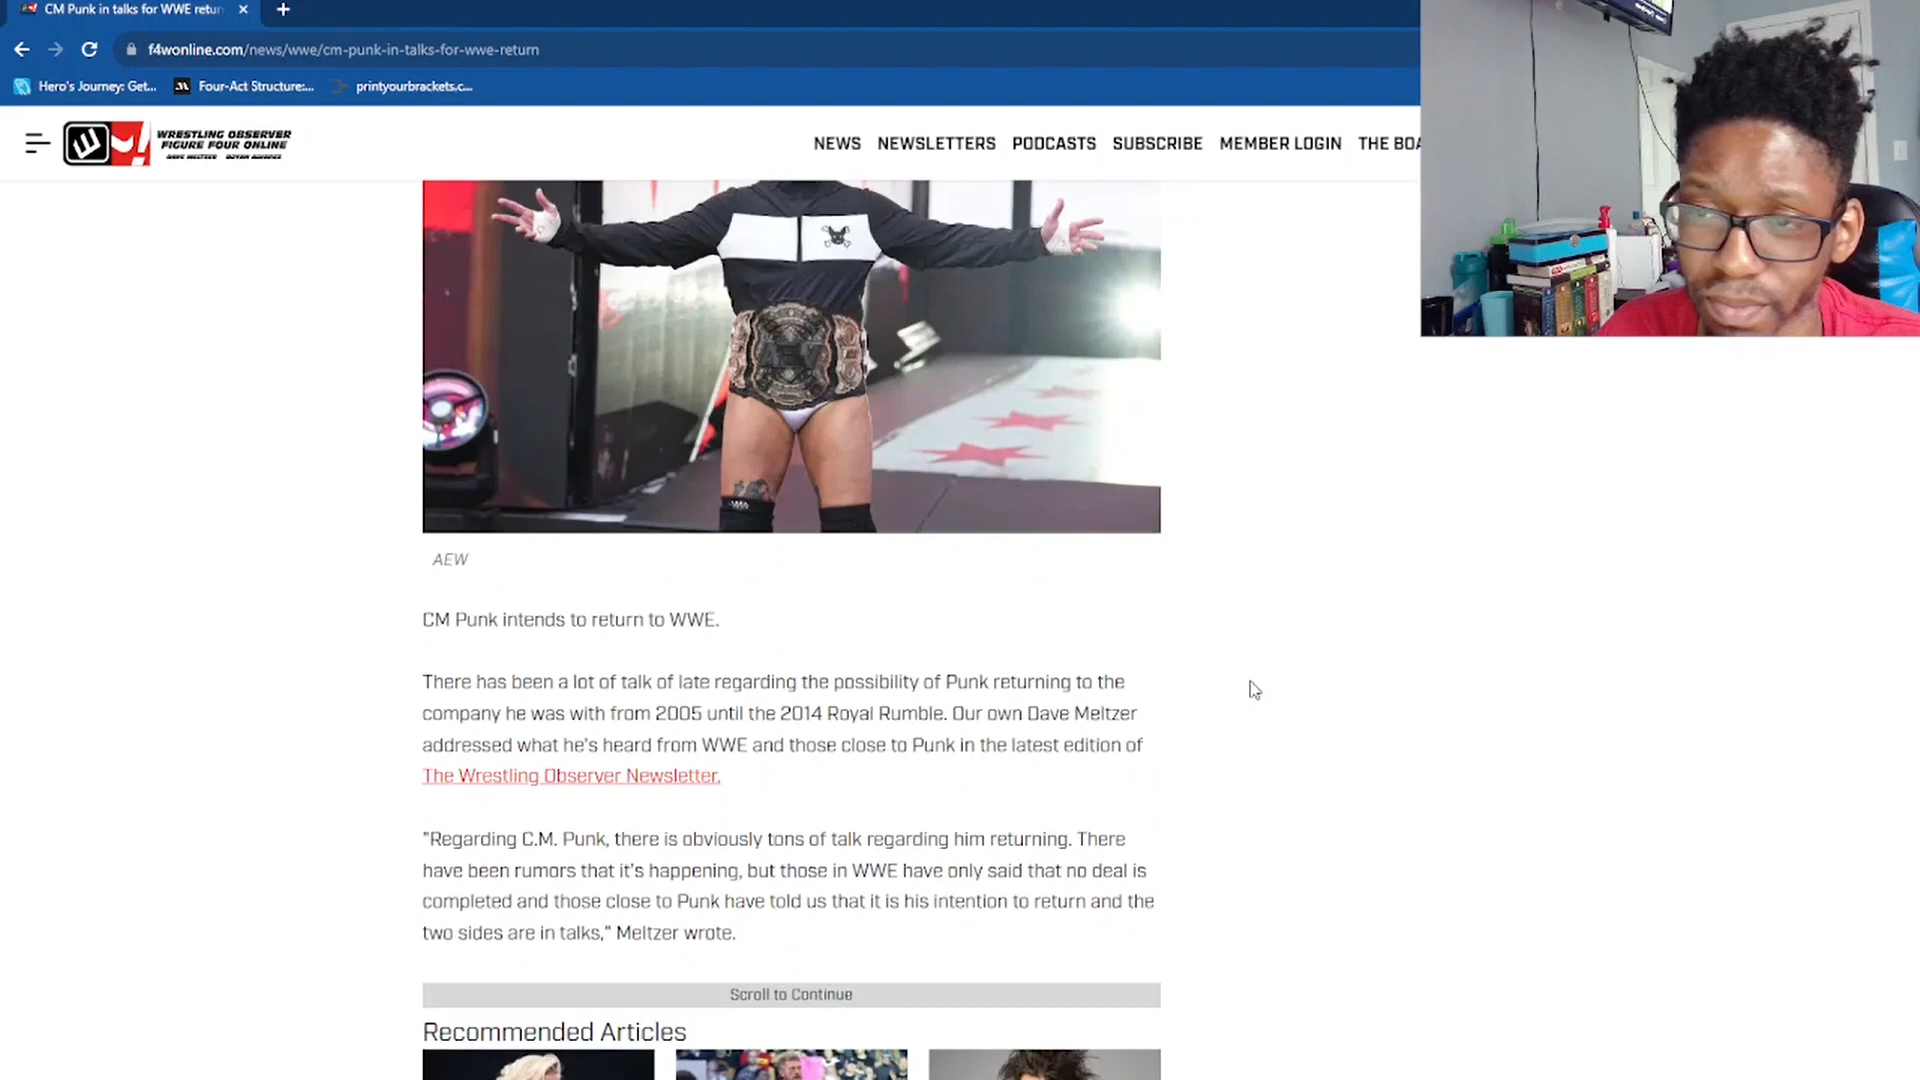 CM Punk in talks for WWE retur
f4wonline.com/news/wwe/cm-punk-in-talks-for-wwe-return
Hero's Journey: Get...
Four-Act Structure:...
printyourbrackets.c...
WRESTLING OBSERVER
FIGURE FOUR ONLINE
DAVE MELTZER BRYAN ALVAREZ
NEWS NEWSLETTERS PODCASTS SUBSCRIBE MEMBER LOGIN THE BOA
AEW
CM Punk intends to return to WWE.
There has been a lot of talk of late regarding the possibility of Punk returning to the
company he was with from 2005 until the 2014 Royal Rumble. Our own Dave Meltzer
addressed what he's heard from WWE and those close to Punk in the latest edition of
The Wrestling Observer Newsletter.
"Regarding C.M. Punk, there is obviously tons of talk regarding him returning. There
have been rumors that it's happening, but those in WWE have only said that no deal is
completed and those close to Punk have told us that it is his intention to return and the
two sides are in talks," Meltzer wrote.
Scroll to Continue
Recommended Articles